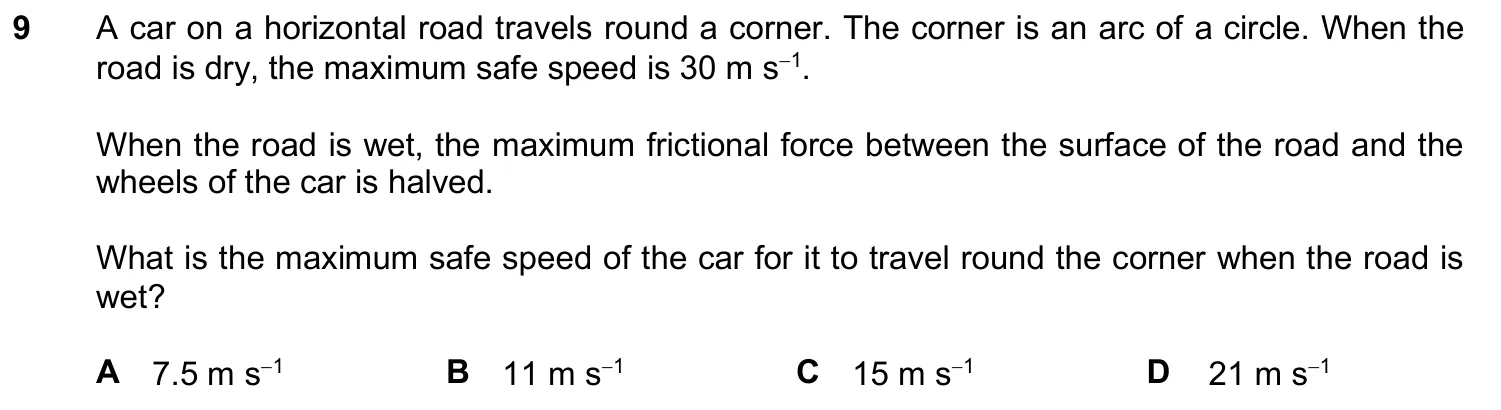 9 A car on a horizontal road travels round a corner. The corner is an arc of a circle. When the
road is dry, the maximum safe speed is 30 m s⁻¹.
When the road is wet, the maximum frictional force between the surface of the road and the
wheels of the car is halved.
What is the maximum safe speed of the car for it to travel round the corner when the road is
wet?
A 7.5 m s⁻¹ B 11 m s⁻¹ C 15 m s⁻¹ D 21 m s⁻¹